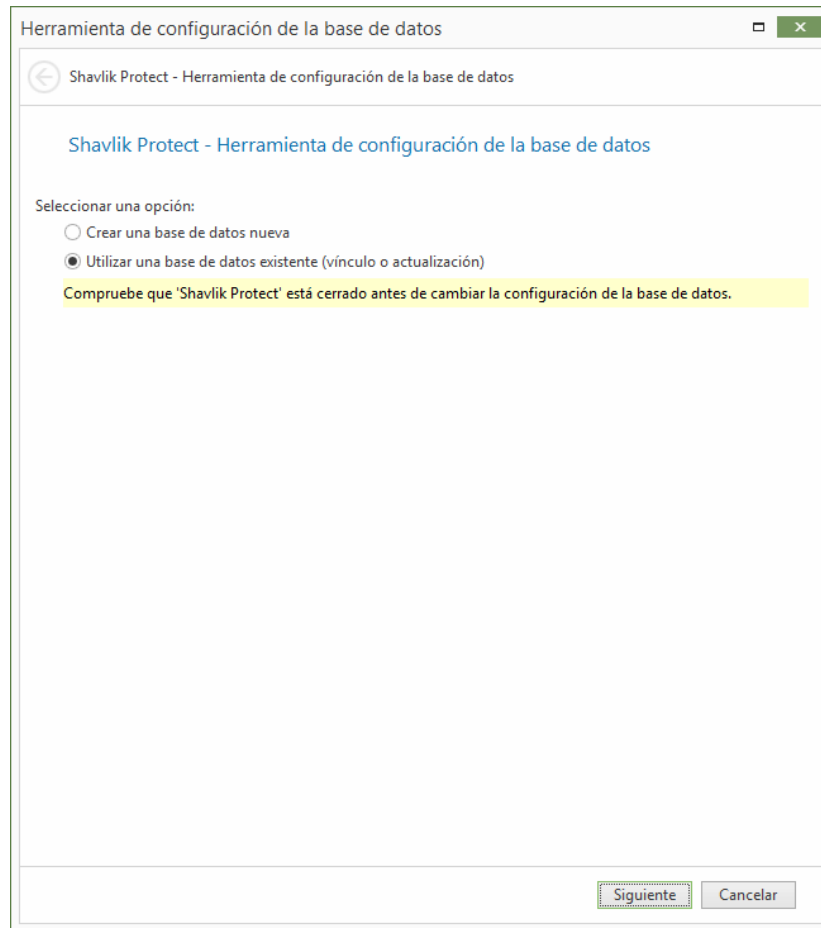 Herramienta de configuración de la base de datos
Shavlik Protect - Herramienta de configuración de la base de datos
Shavlik Protect - Herramienta de configuración de la base de datos
Seleccionar una opción:
Crear una base de datos nueva
Utilizar una base de datos existente (vínculo o actualización)
Compruebe que 'Shavlik Protect' está cerrado antes de cambiar la configuración de la base de datos.
Siguiente Cancelar